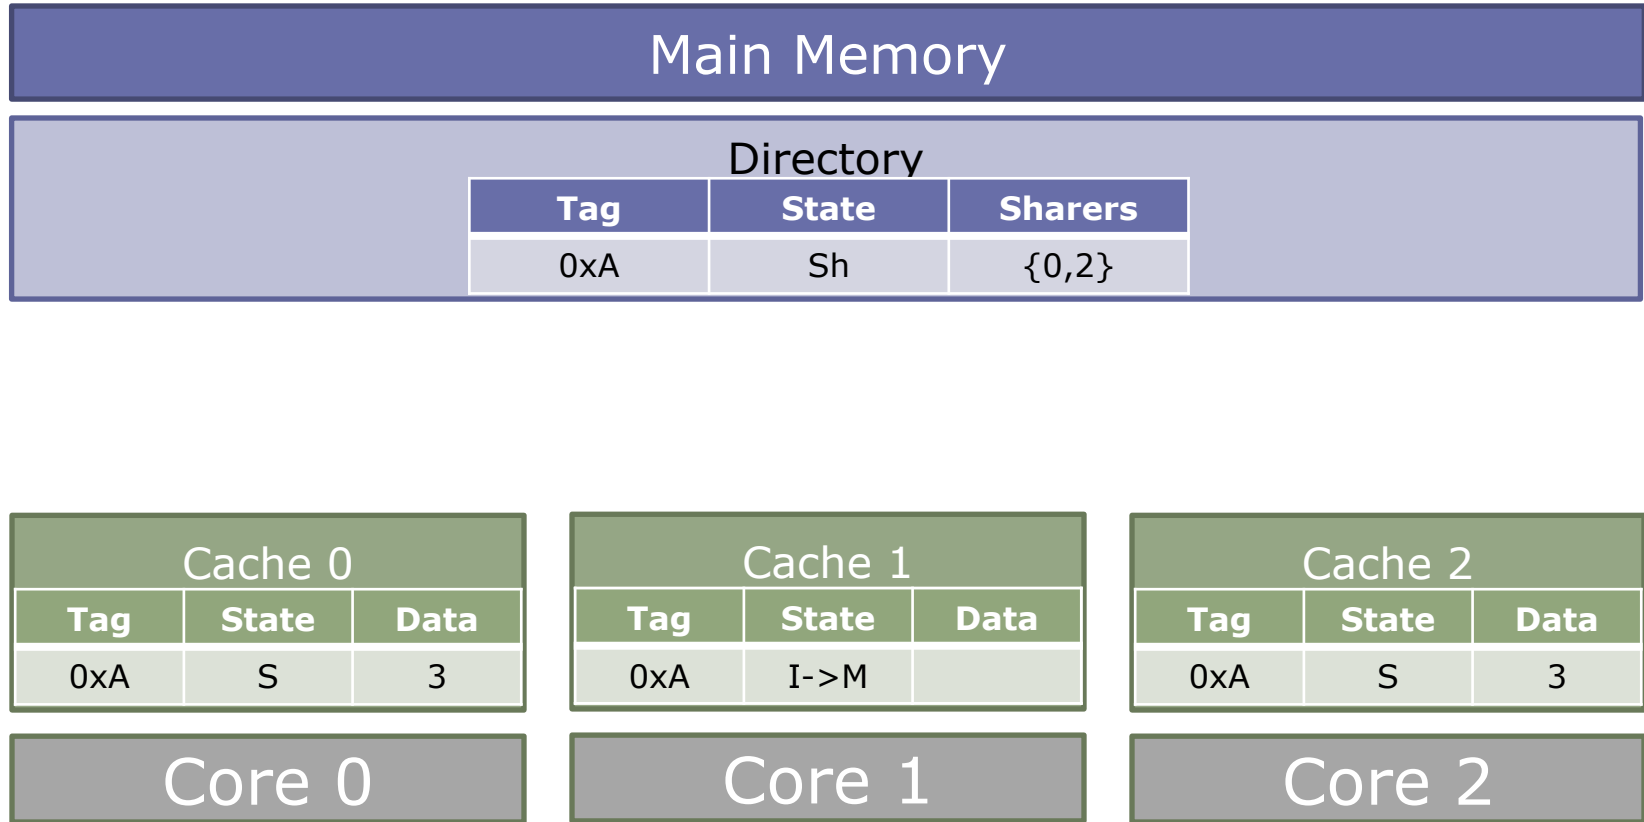 Main Memory
Directory
Tag State Sharers
0xA Sh {0,2}
Cache 0
Tag State Data
0xA S 3
Core 0
Cache 1
Tag State Data
0xA I->M
Core 1
Cache 2
Tag State Data
0xA S 3
Core 2